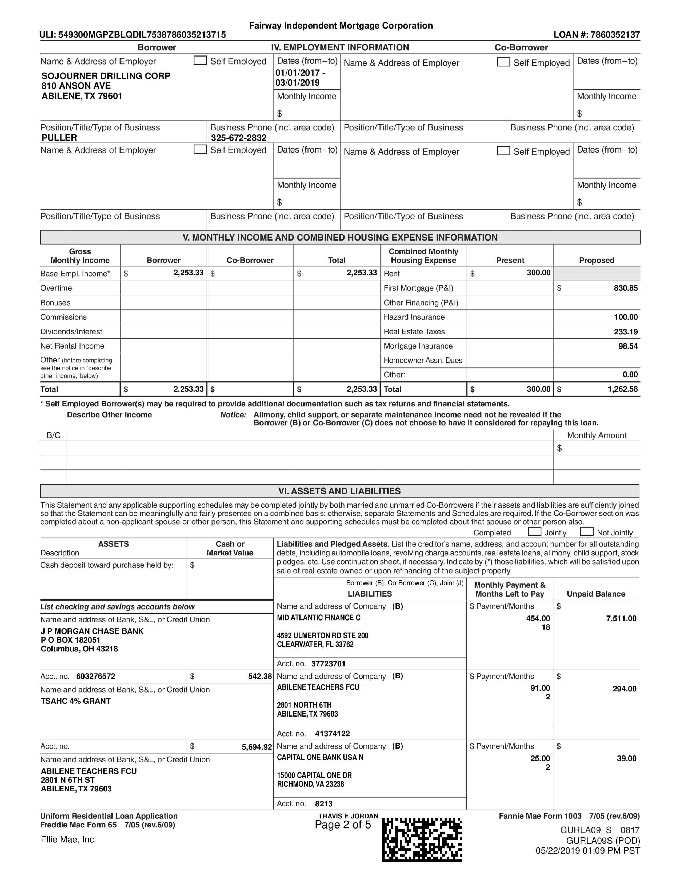 Fairway Independent Mortgage Corporation
ULI: 549300MGPZBLQDIL7538786035213715 LOAN #: 7860352137
Borrower IV. EMPLOYMENT INFORMATION Co-Borrower
Name & Address of Employer Self Employed Dates (from–to) Name & Address of Employer Self Employed Dates (from–to)
SOJOURNER DRILLING CORP 01/01/2017 -
810 ANSON AVE 03/01/2019
ABILENE, TX 79601 Monthly Income Monthly Income
$ $
Position/Title/Type of Business Business Phone (incl. area code) Position/Title/Type of Business Business Phone (incl. area code)
PULLER 325-672-2832
Name & Address of Employer Self Employed Dates (from–to) Name & Address of Employer Self Employed Dates (from–to)
Monthly Income Monthly Income
$ $
Position/Title/Type of Business Business Phone (incl. area code) Position/Title/Type of Business Business Phone (incl. area code)
V. MONTHLY INCOME AND COMBINED HOUSING EXPENSE INFORMATION
Gross Monthly Income Borrower Co-Borrower Total Combined Monthly Housing Expense Present Proposed
Base Empl. Income* $ 2,253.33 $ $ 2,253.33 Rent $ 300.00
Overtime First Mortgage (P&I) $ 830.85
Bonuses Other Financing (P&I)
Commissions Hazard Insurance 100.00
Dividends/Interest Real Estate Taxes 233.19
Net Rental Income Mortgage Insurance 98.54
Other (before completing, Homeowner Assn. Dues
see the notice in "describe
other income," below) Other: 0.00
Total $ 2,253.33 $ $ 2,253.33 Total $ 300.00 $ 1,262.58
* Self Employed Borrower(s) may be required to provide additional documentation such as tax returns and financial statements.
Describe Other Income Notice: Alimony, child support, or separate maintenance income need not be revealed if the
Borrower (B) or Co-Borrower (C) does not choose to have it considered for repaying this loan.
B/C Monthly Amount
$
VI. ASSETS AND LIABILITIES
This Statement and any applicable supporting schedules may be completed jointly by both married and unmarried Co-Borrowers if their assets and liabilities are sufficiently joined
so that the Statement can be meaningfully and fairly presented on a combined basis; otherwise, separate Statements and Schedules are required. If the Co-Borrower section was
completed about a non-applicant spouse or other person, this Statement and supporting schedules must be completed about that spouse or other person also.
Completed Jointly Not Jointly
ASSETS Cash or Market Value
Description
Cash deposit toward purchase held by: $
Liabilities and Pledged Assets. List the creditor's name, address, and account number for all outstanding
debts, including automobile loans, revolving charge accounts, real estate loans, alimony, child support, stock
pledges, etc. Use continuation sheet, if necessary. Indicate by (*) those liabilities, which will be satisfied upon
sale of real estate owned or upon refinancing of the subject property.
Borrower (B), Co-Borrower (C), Joint (J)
LIABILITIES Monthly Payment & Months Left to Pay Unpaid Balance
List checking and savings accounts below
Name and address of Bank, S&L, or Credit Union
J P MORGAN CHASE BANK
P O BOX 182051
Columbus, OH 43218
Name and address of Company (B) $ Payment/Months $
MID ATLANTIC FINANCE C 454.00 7,511.00
18
4592 ULMERTON RD STE 200
CLEARWATER, FL 33762
Acct. no. 37723701
Acct. no. 603276572 $ 542.38
Name and address of Bank, S&L, or Credit Union
TSAHC 4% GRANT
Name and address of Company (B) $ Payment/Months $
ABILENE TEACHERS FCU 91.00 294.00
2
2801 NORTH 6TH
ABILENE, TX 79603
Acct. no. 41374122
Acct. no. $ 5,694.92
Name and address of Bank, S&L, or Credit Union
ABILENE TEACHERS FCU
2801 N 6TH ST
ABILENE, TX 79603
Name and address of Company (B) $ Payment/Months $
CAPITAL ONE BANK USA N 25.00 39.00
2
15000 CAPITAL ONE DR
RICHMOND, VA 23238
Acct. no. 8213
Uniform Residential Loan Application TRAVIS E JORDAN Fannie Mae Form 1003 7/05 (rev.6/09)
Freddie Mac Form 65 7/05 (rev.6/09) Page 2 of 5
GURLA09_S 0817
Ellie Mae, Inc. GURLA09S (POD)
05/22/2019 01:09 PM PST